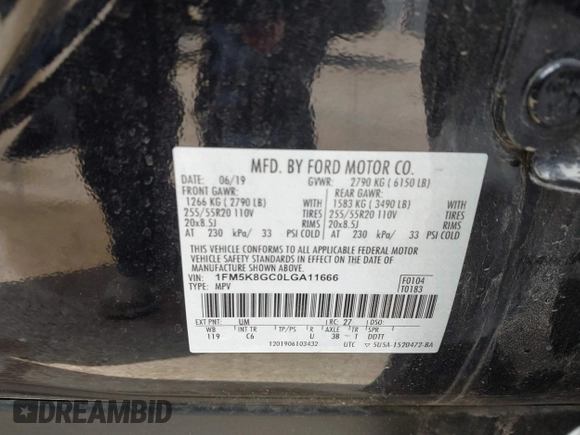 MFD. BY FORD MOTOR CO.
DATE: 06/19 GVWR: 2790 KG ( 6150 LB)
FRONT GAWR: REAR GAWR:
1266 KG ( 2790 LB) WITH 1583 KG ( 3490 LB) WITH
255/55R20 110V TIRES 255/55R20 110V TIRES
20x8.5J RIMS 20x8.5J RIMS
AT 230 kPa/ 33 PSI COLD AT 230 kPa/ 33 PSI COLD
THIS VEHICLE CONFORMS TO ALL APPLICABLE FEDERAL MOTOR
VEHICLE SAFETY STANDARDS IN EFFECT ON THE DATE OF
MANUFACTURE SHOWN ABOVE.
VIN: 1FM5K8GC0LGA11666 F0104
TYPE: MPV T0183
EXT PNT: UM RC: 27 DSO:
WB INT TR TP/PS R AXLE TR SPR
119 C6 U 3B T DDTT
1201906103432 UTC ▽ 5U5A-1520472-BA
DREAMBID